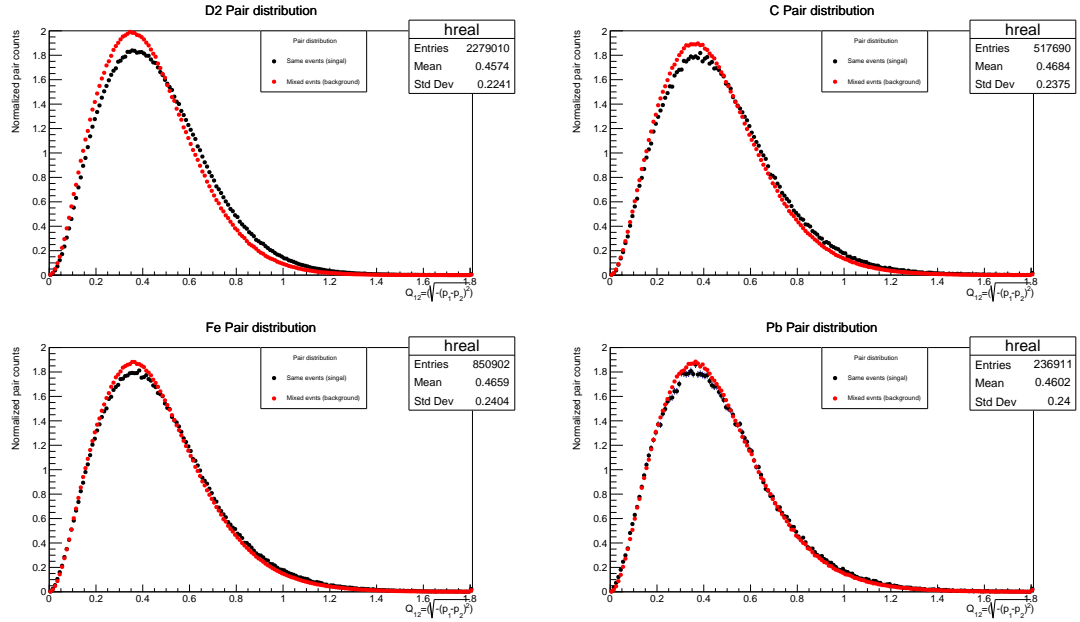 D2 Pair distribution
hreal
Entries 2279010
Mean 0.4574
Std Dev 0.2241
Pair distribution
Same events (singal)
Mixed evnts (background)
Normalized pair counts
2
1.8
1.6
1.4
1.2
1
0.8
0.6
0.4
0.2
0
0 0.2 0.4 0.6 0.8 1 1.2 1.4 1.6 1.8
Q12=(√-(p1-p2)2)
C Pair distribution
hreal
Entries 517690
Mean 0.4684
Std Dev 0.2375
Pair distribution
Same events (singal)
Mixed evnts (background)
Normalized pair counts
2
1.8
1.6
1.4
1.2
1
0.8
0.6
0.4
0.2
0
0 0.2 0.4 0.6 0.8 1 1.2 1.4 1.6 1.8
Q12=(√-(p1-p2)2)
Fe Pair distribution
hreal
Entries 850902
Mean 0.4659
Std Dev 0.2404
Pair distribution
Same events (singal)
Mixed evnts (background)
Normalized pair counts
2
1.8
1.6
1.4
1.2
1
0.8
0.6
0.4
0.2
0
0 0.2 0.4 0.6 0.8 1 1.2 1.4 1.6 1.8
Q12=(√-(p1-p2)2)
Pb Pair distribution
hreal
Entries 236911
Mean 0.4602
Std Dev 0.24
Pair distribution
Same events (singal)
Mixed evnts (background)
Normalized pair counts
2
1.8
1.6
1.4
1.2
1
0.8
0.6
0.4
0.2
0
0 0.2 0.4 0.6 0.8 1 1.2 1.4 1.6 1.8
Q12=(√-(p1-p2)2)